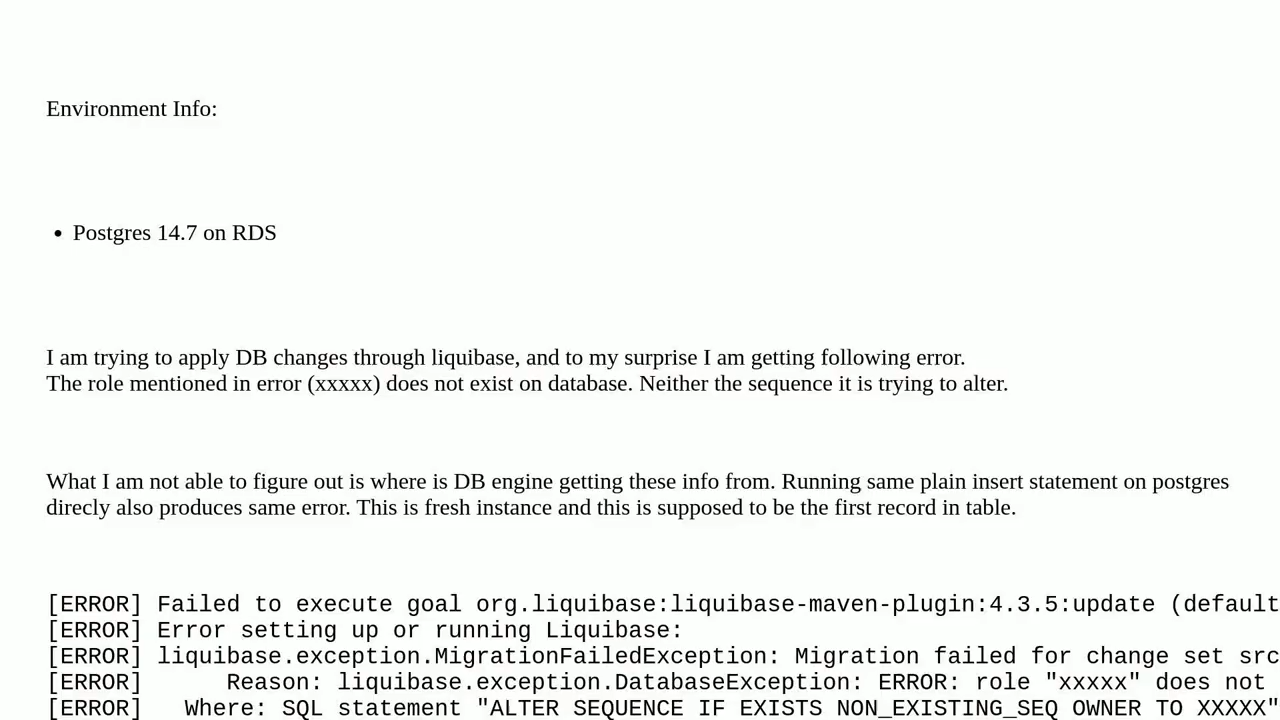 Environment Info:
• Postgres 14.7 on RDS
I am trying to apply DB changes through liquibase, and to my surprise I am getting following error.
The role mentioned in error (xxxxx) does not exist on database. Neither the sequence it is trying to alter.
What I am not able to figure out is where is DB engine getting these info from. Running same plain insert statement on postgres
direcly also produces same error. This is fresh instance and this is supposed to be the first record in table.
[ERROR] Failed to execute goal org.liquibase:liquibase-maven-plugin:4.3.5:update (default
[ERROR] Error setting up or running Liquibase:
[ERROR] liquibase.exception.MigrationFailedException: Migration failed for change set src
[ERROR]      Reason: liquibase.exception.DatabaseException: ERROR: role "xxxxx" does not
[ERROR]   Where: SQL statement "ALTER SEQUENCE IF EXISTS NON_EXISTING_SEQ OWNER TO XXXXX"